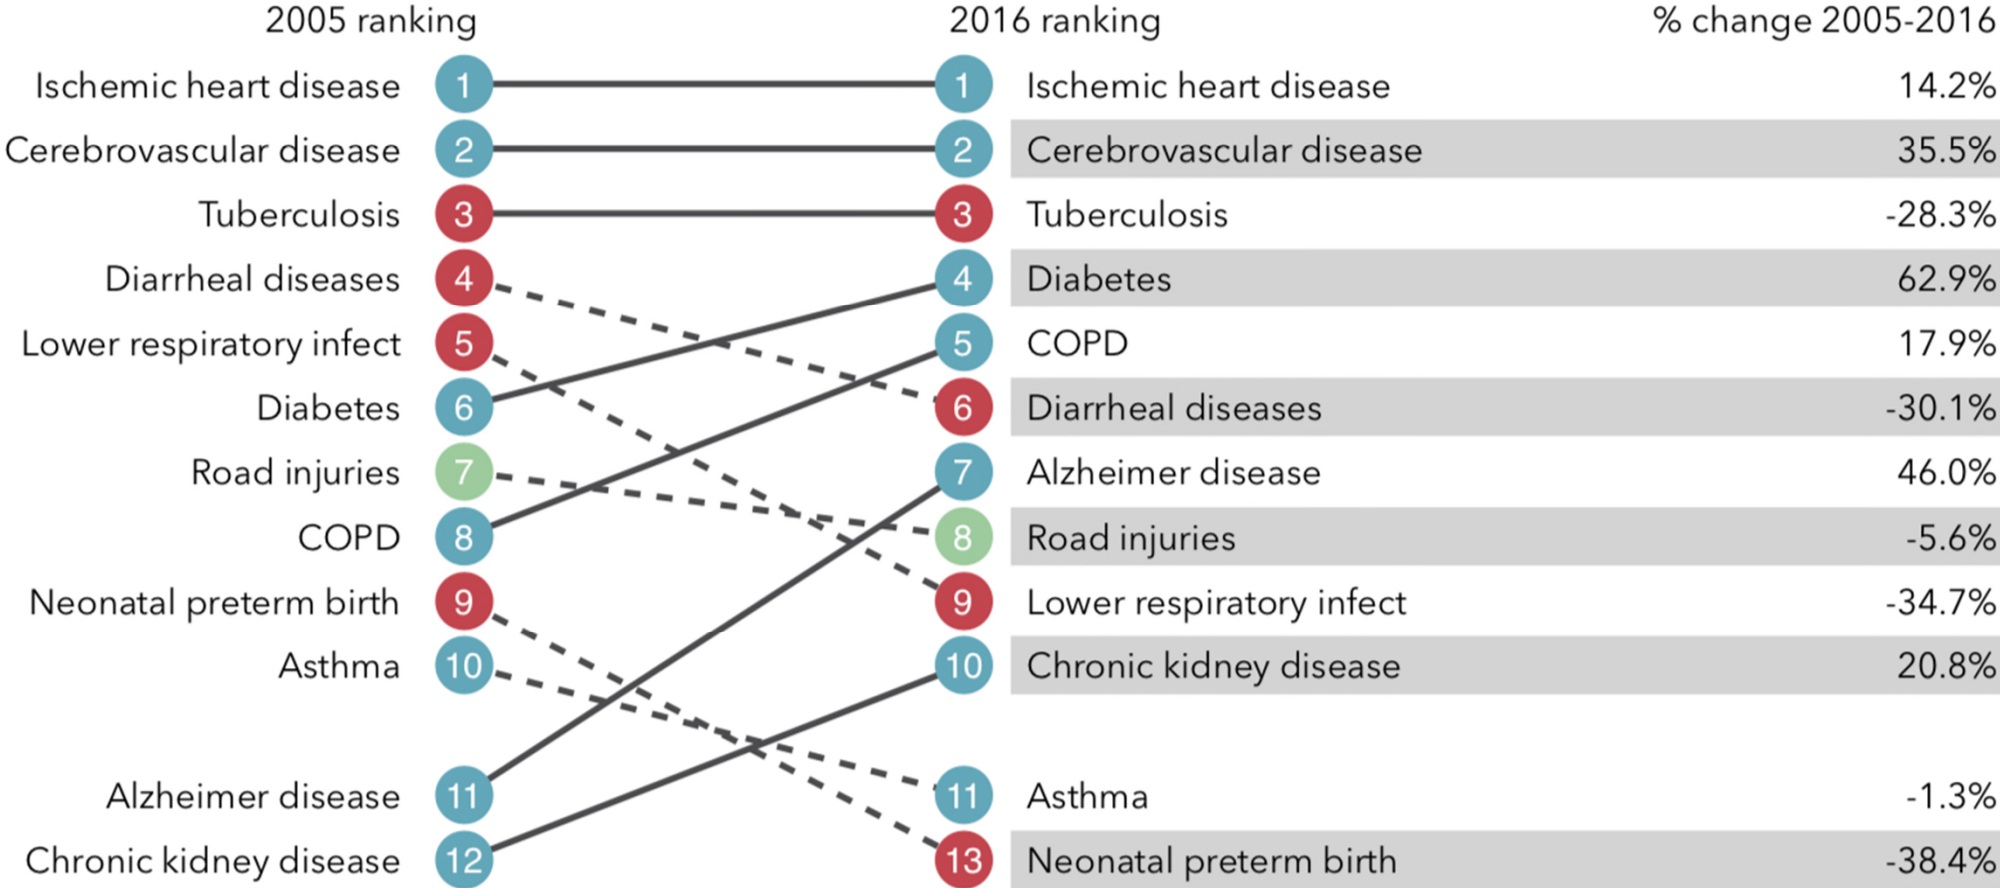 2005 ranking 2016 ranking % change 2005-2016
Ischemic heart disease 1 1 Ischemic heart disease 14.2%
Cerebrovascular disease 2 2 Cerebrovascular disease 35.5%
Tuberculosis 3 3 Tuberculosis -28.3%
Diarrheal diseases 4 4 Diabetes 62.9%
Lower respiratory infect 5 5 COPD 17.9%
Diabetes 6 6 Diarrheal diseases -30.1%
Road injuries 7 7 Alzheimer disease 46.0%
COPD 8 8 Road injuries -5.6%
Neonatal preterm birth 9 9 Lower respiratory infect -34.7%
Asthma 10 10 Chronic kidney disease 20.8%
Alzheimer disease 11 11 Asthma -1.3%
Chronic kidney disease 12 13 Neonatal preterm birth -38.4%